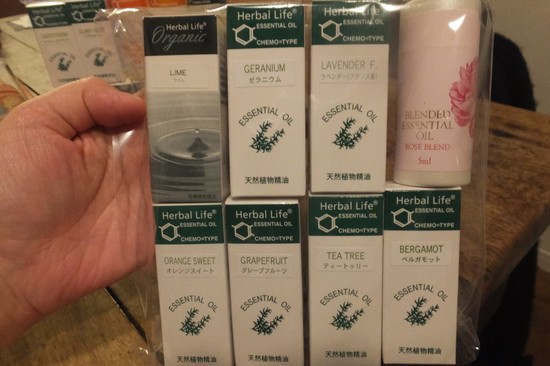 Herbal Life®
Organic
LIME
ライム
Herbal Life®
ESSENTIAL OIL
CHEMO=TYPE
GERANIUM
ゼラニウム
ESSENTIAL OIL
天然植物精油
Herbal Life®
ESSENTIAL OIL
CHEMO=TYPE
LAVENDER F.
ESSENTIAL OIL
天然植物精油
BLENDED
ESSENTIAL
OIL
ROSE BLEND
5ml
Herbal Life®
ESSENTIAL OIL
CHEMO=TYPE
ORANGE SWEET
オレンジスイート
ESSENTIAL OIL
天然植物精油
Herbal Life®
ESSENTIAL OIL
CHEMO=TYPE
GRAPEFRUIT
グレープフルーツ
ESSENTIAL OIL
天然植物精油
Herbal Life®
ESSENTIAL OIL
CHEMO=TYPE
TEA TREE
ティートゥリー
ESSENTIAL OIL
天然植物精油
Herbal Life®
ESSENTIAL OIL
CHEMO=TYPE
BERGAMOT
ベルガモット
ESSENTIAL OIL
天然植物精油